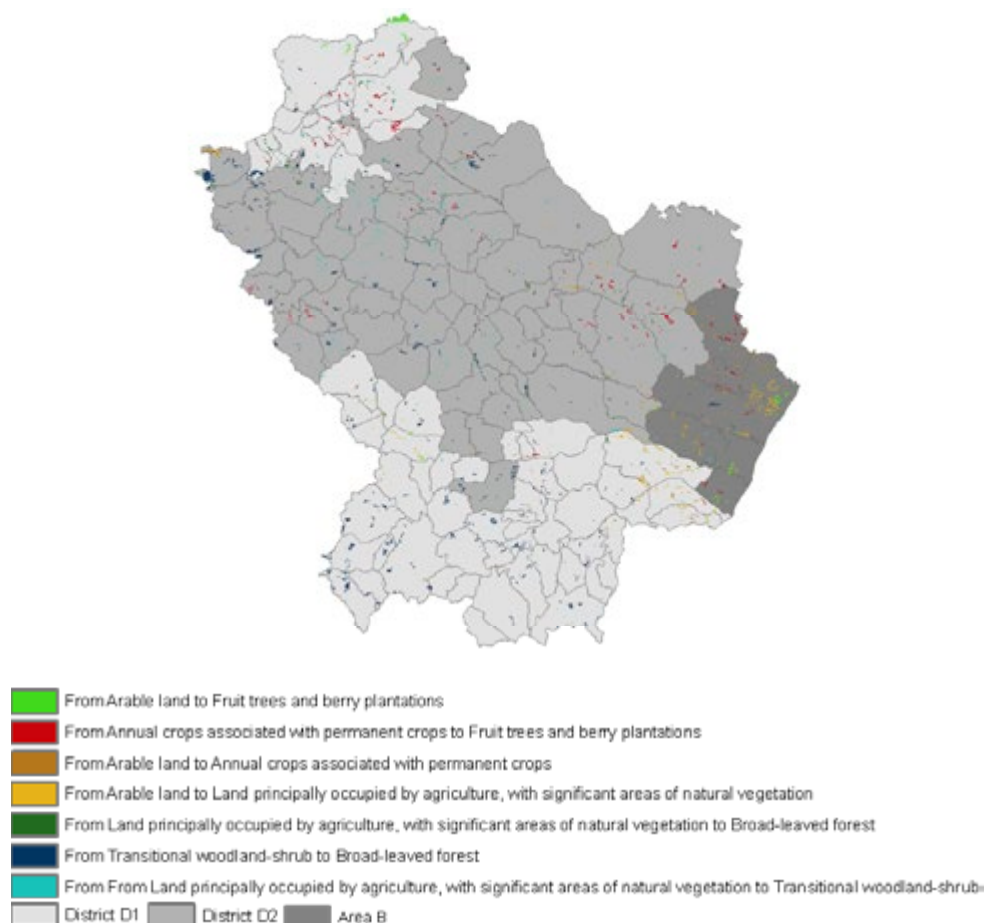 From Arable land to Fruit trees and berry plantations
From Annual crops associated with permanent crops to Fruit trees and berry plantations
From Arable land to Annual crops associated with permanent crops
From Arable land to Land principally occupied by agriculture, with significant areas of natural vegetation
From Land principally occupied by agriculture, with significant areas of natural vegetation to Broad-leaved forest
From Transitional woodland-shrub to Broad-leaved forest
From From Land principally occupied by agriculture, with significant areas of natural vegetation to Transitional woodland-shrub-
District D1 District D2 Area B